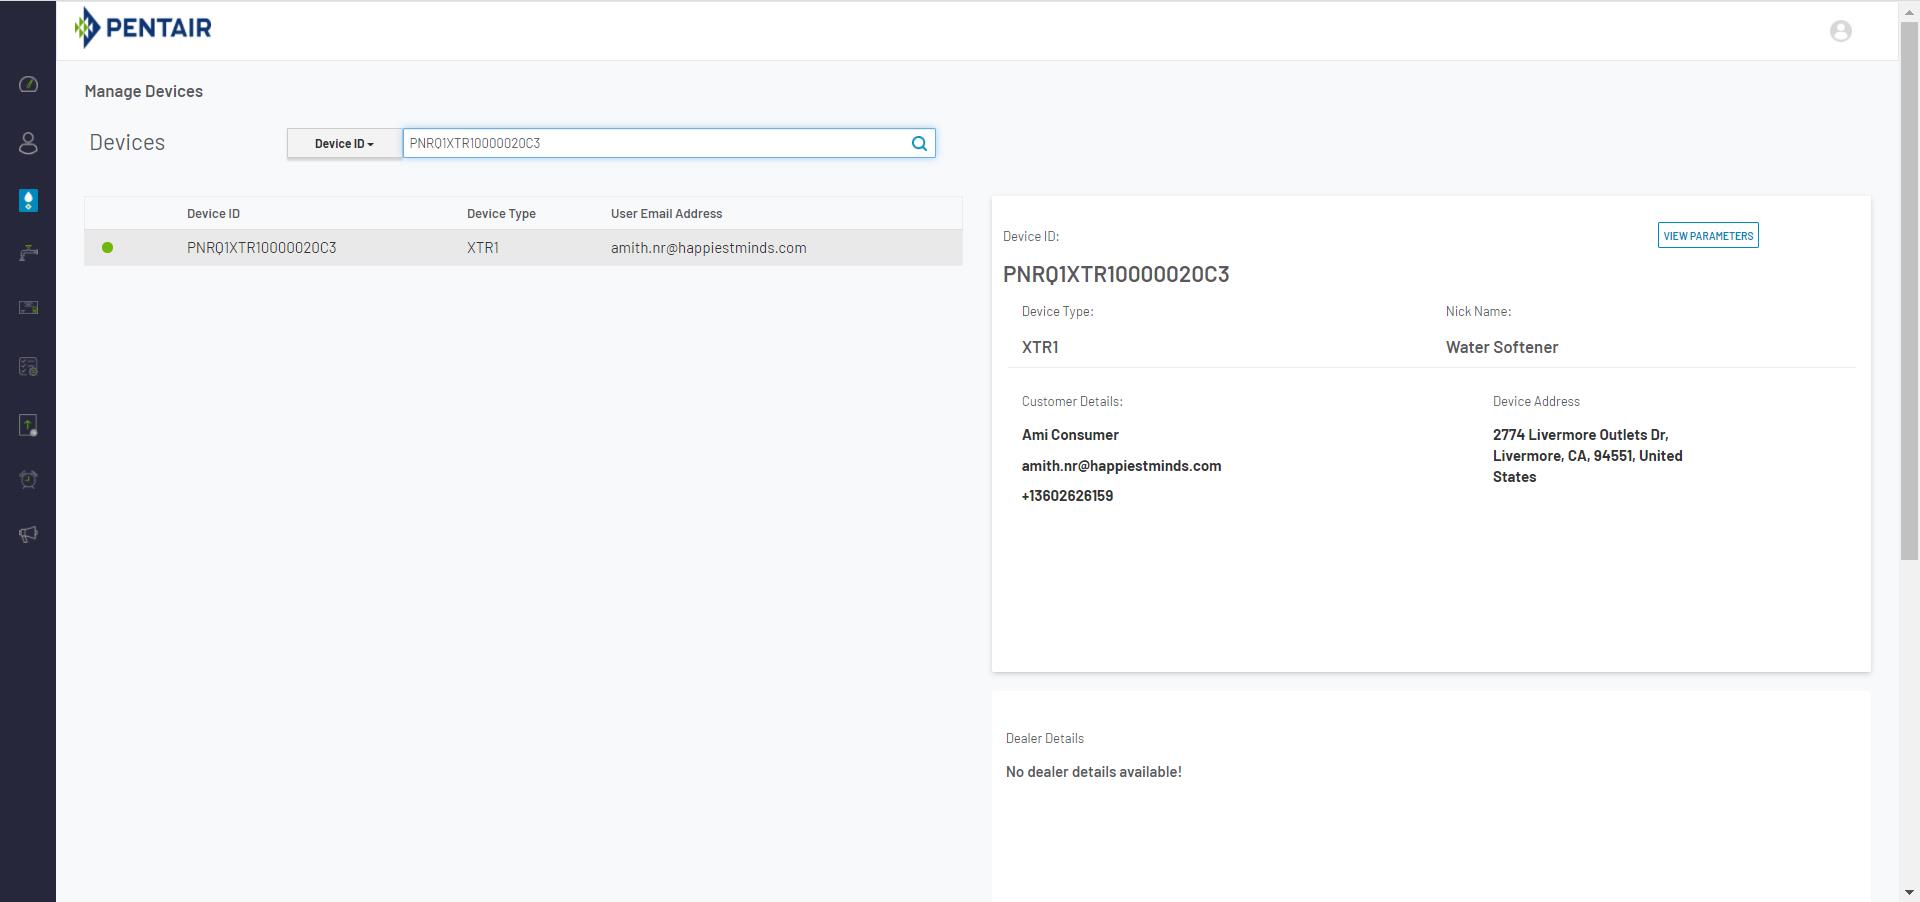 PENTAIR
Manage Devices
Devices
Device ID
PNRQ1XTR10000020C3
Device ID Device Type User Email Address
PNRQ1XTR10000020C3 XTR1 amith.nr@happiestminds.com
Device ID:
VIEW PARAMETERS
PNRQ1XTR10000020C3
Device Type: Nick Name:
XTR1 Water Softener
Customer Details:
Ami Consumer
amith.nr@happiestminds.com
+13602626159
Device Address
2774 Livermore Outlets Dr,
Livermore, CA, 94551, United
States
Dealer Details
No dealer details available!